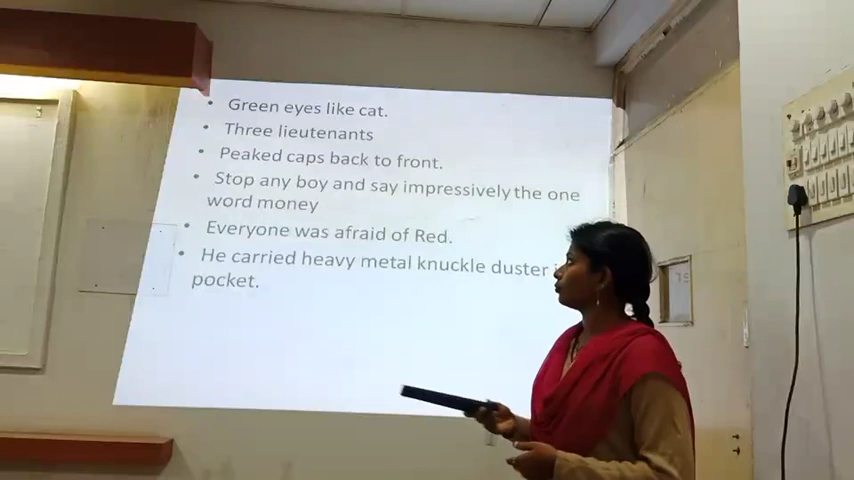 Green eyes like cat.
Three lieutenants
Peaked caps back to front.
Stop any boy and say impressively the one
word money
Everyone was afraid of Red.
He carried heavy metal knuckle duster
pocket.